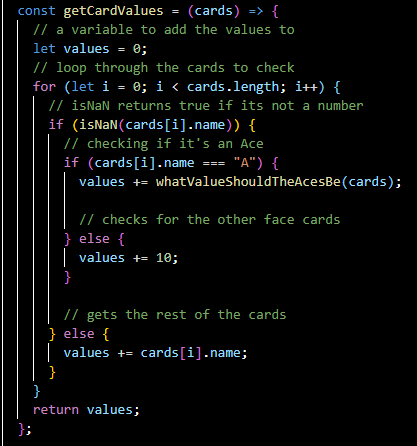 const getCardValues = (cards) => {
  // a variable to add the values to
  let values = 0;
  // loop through the cards to check
  for (let i = 0; i < cards.length; i++) {
    // isNaN returns true if its not a number
    if (isNaN(cards[i].name)) {
      // checking if it's an Ace
      if (cards[i].name === "A") {
        values += whatValueShouldTheAcesBe(cards);

        // checks for the other face cards
      } else {
        values += 10;
      }

      // gets the rest of the cards
    } else {
      values += cards[i].name;
    }
  }
  return values;
};